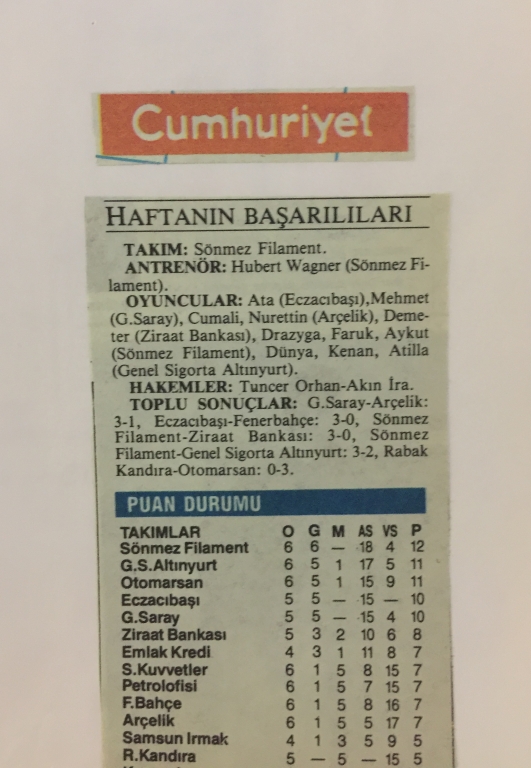 Cumhuriyet
HAFTANIN BAŞARILILARI
TAKIM: Sönmez Filament.
ANTRENÖR: Hubert Wagner (Sönmez Fi-
lament).
OYUNCULAR: Ata (Eczacıbaşı),Mehmet
(G.Saray), Cumali, Nurettin (Arçelik), Deme-
ter (Ziraat Bankası), Drazyga, Faruk, Aykut
(Sönmez Filament), Dünya, Kenan, Atilla
(Genel Sigorta Altınyurt).
HAKEMLER: Tuncer Orhan-Akın İra.
TOPLU SONUÇLAR: G.Saray-Arçelik:
3-1, Eczacıbaşı-Fenerbahçe: 3-0, Sönmez
Filament-Ziraat Bankası: 3-0, Sönmez
Filament-Genel Sigorta Altınyurt: 3-2, Rabak
Kandıra-Otomarsan: 0-3.
PUAN DURUMU
TAKIMLAR O G M AS VS P
Sönmez Filament 6 6 — 18 4 12
G.S.Altınyurt 6 5 1 17 5 11
Otomarsan 6 5 1 15 9 11
Eczacıbaşı 5 5 — 15 — 10
G.Saray 5 5 — 15 4 10
Ziraat Bankası 5 3 2 10 6 8
Emlak Kredi 4 3 1 11 8 7
S.Kuvvetler 6 1 5 8 15 7
Petrolofisi 6 1 5 7 15 7
F.Bahçe 6 1 5 8 16 7
Arçelik 6 1 5 5 17 7
Samsun Irmak 4 1 3 5 9 5
R.Kandıra 5 — 5 — 15 5